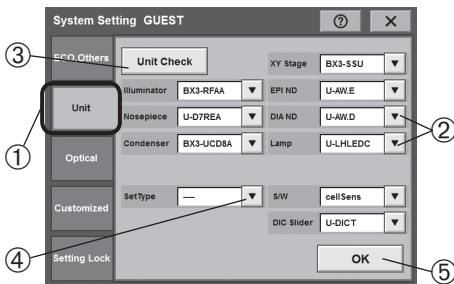 System Setting GUEST ? X
ECO,Others
Unit Check
XY Stage BX3-SSU
Illuminator BX3-RFAA EPI ND U-AW.E
Unit
Nosepiece U-D7REA DIA ND U-AW.D
Condenser BX3-UCD8A Lamp U-LHLEDC
Optical
SetType ---- S/W cellSens
Customized
DIC Slider U-DICT
Setting Lock
OK
③
①
②
④
⑤